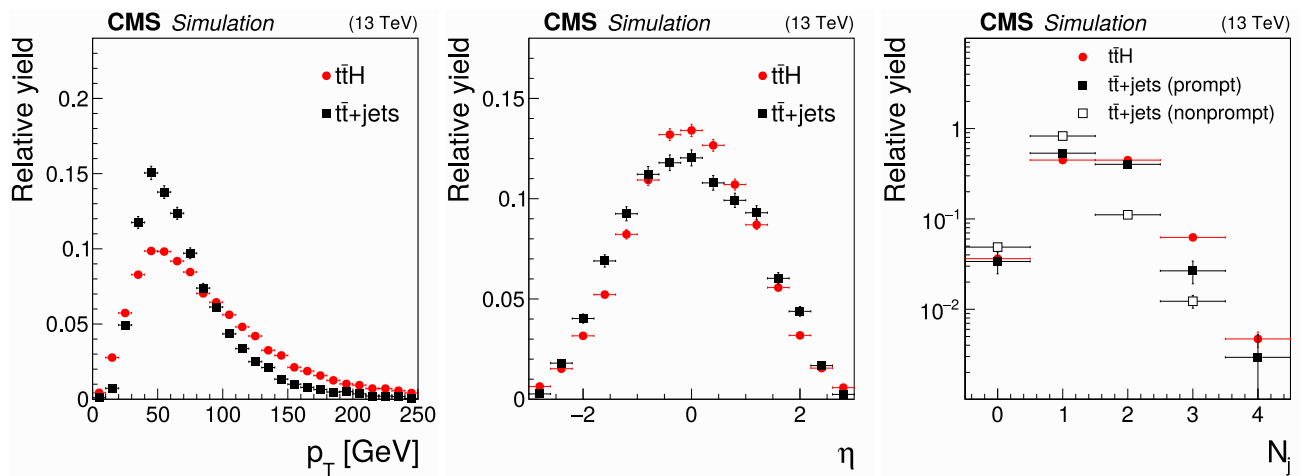 CMS Simulation (13 TeV)
Relative yield
tt̄H
tt̄+jets
0.2
0.15
0.1
0.05
0
0 50 100 150 200 250
p_T [GeV]
CMS Simulation (13 TeV)
Relative yield
tt̄H
tt̄+jets
0.15
0.1
0.05
0
−2 0 2
η
CMS Simulation (13 TeV)
Relative yield
tt̄H
tt̄+jets (prompt)
tt̄+jets (nonprompt)
1
10⁻¹
10⁻²
0 1 2 3 4
N_j